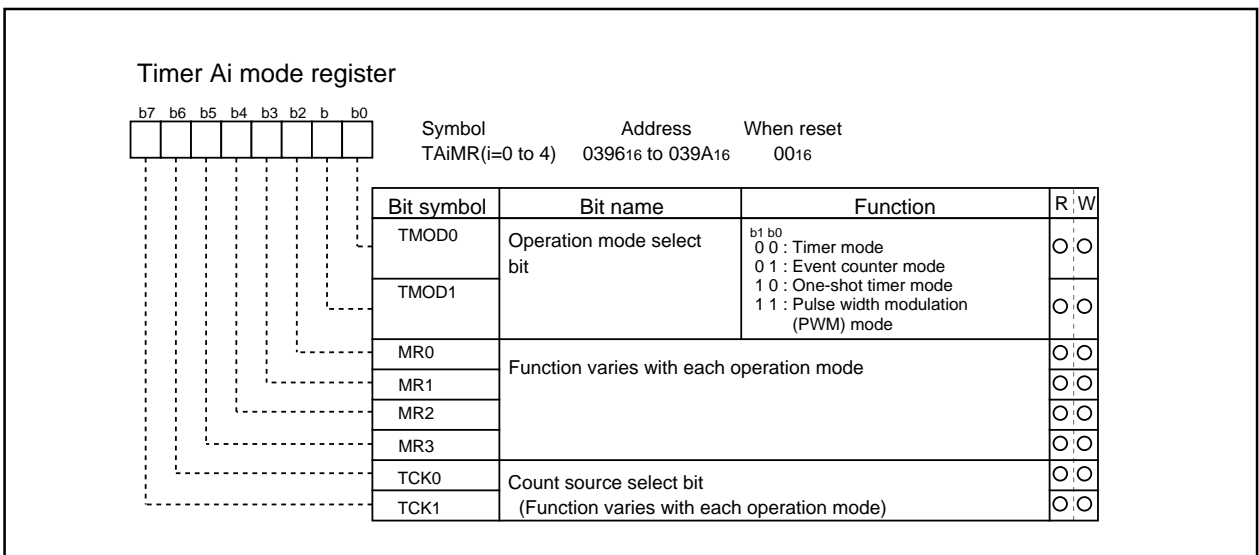 Timer Ai mode register
b7 b6 b5 b4 b3 b2 b b0
Symbol Address When reset
TAiMR(i=0 to 4) 039616 to 039A16 0016
Bit symbol Bit name Function R W
TMOD0 Operation mode select bit
b1 b0
0 0 : Timer mode
0 1 : Event counter mode
1 0 : One-shot timer mode
1 1 : Pulse width modulation
(PWM) mode
TMOD1
MR0
Function varies with each operation mode
MR1
MR2
MR3
TCK0
Count source select bit
(Function varies with each operation mode)
TCK1